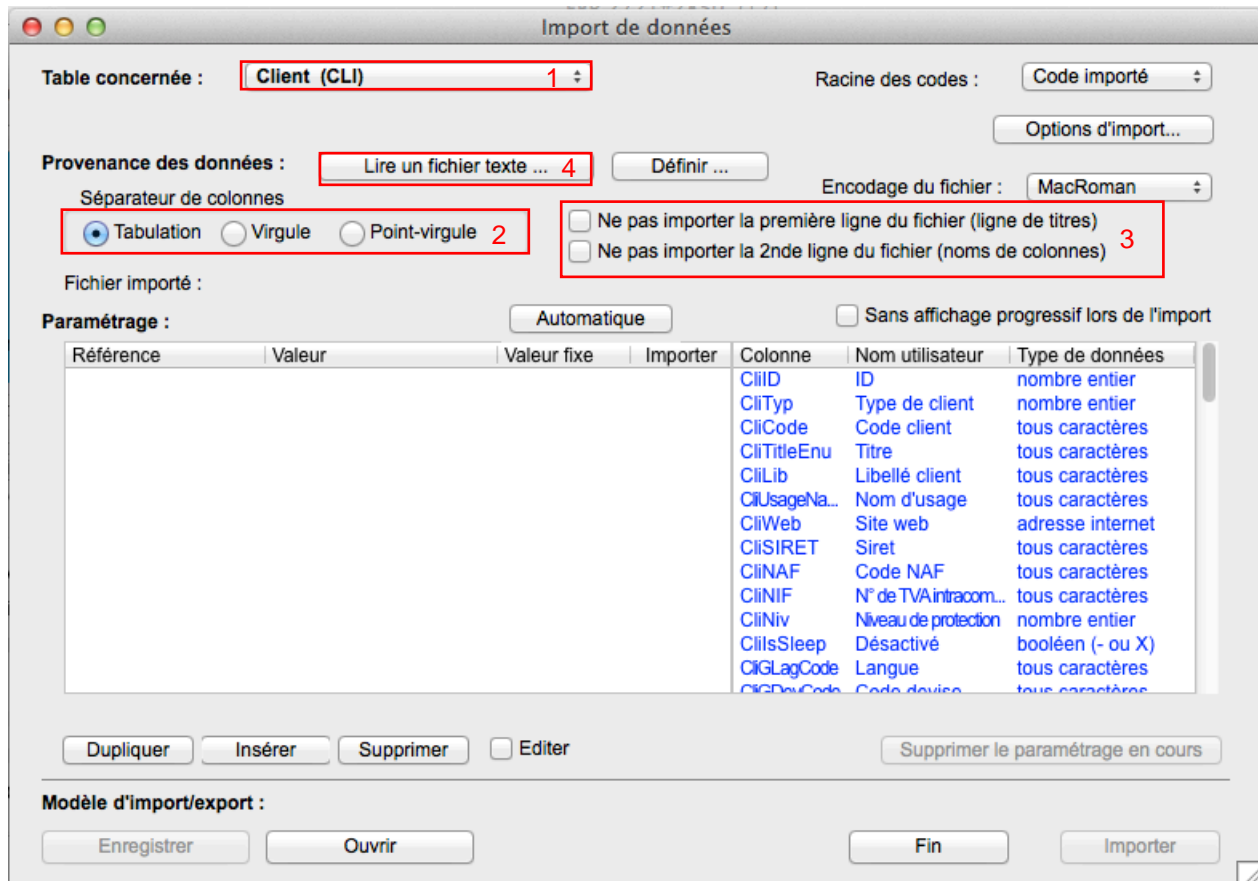 Import de données
Table concernée : Client (CLI) 1 Racine des codes : Code importé
Options d'import...
Provenance des données : Lire un fichier texte ... 4 Définir ...
Encodage du fichier : MacRoman
Séparateur de colonnes
Tabulation Virgule Point-virgule 2
Ne pas importer la première ligne du fichier (ligne de titres)
Ne pas importer la 2nde ligne du fichier (noms de colonnes) 3
Fichier importé :
Paramétrage : Automatique Sans affichage progressif lors de l'import
Référence Valeur Valeur fixe Importer Colonne Nom utilisateur Type de données
CliID ID nombre entier
CliTyp Type de client nombre entier
CliCode Code client tous caractères
CliTitleEnu Titre tous caractères
CliLib Libellé client tous caractères
CliUsageNa... Nom d'usage tous caractères
CliWeb Site web adresse internet
CliSIRET Siret tous caractères
CliNAF Code NAF tous caractères
CliNIF N° de TVA intracom... tous caractères
CliNiv Niveau de protection nombre entier
CliIsSleep Désactivé booléen (- ou X)
CliGLagCode Langue tous caractères
CliGDevCode Code devise tous caractères
Dupliquer Insérer Supprimer Editer Supprimer le paramétrage en cours
Modèle d'import/export :
Enregistrer Ouvrir Fin Importer